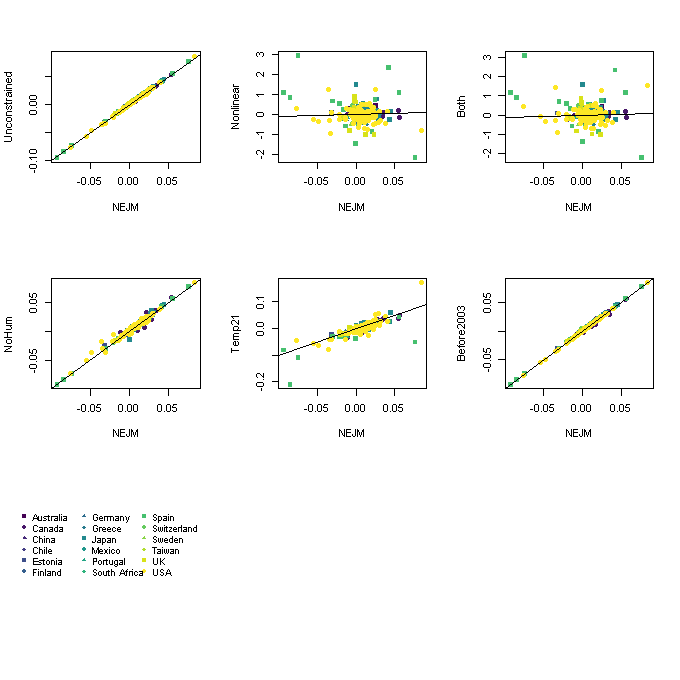 Unconstrained
0.00
-0.10
-0.05 0.00 0.05
NEJM
Nonlinear
3
2
1
0
-1
-2
-0.05 0.00 0.05
NEJM
Both
3
2
1
0
-1
-2
-0.05 0.00 0.05
NEJM
NoHum
0.05
-0.05
-0.05 0.00 0.05
NEJM
Temp21
0.1
0.0
-0.2
-0.05 0.00 0.05
NEJM
Before2003
0.05
-0.05
-0.05 0.00 0.05
NEJM
Australia
Canada
China
Chile
Estonia
Finland
Germany
Greece
Japan
Mexico
Portugal
South Africa
Spain
Switzerland
Sweden
Taiwan
UK
USA